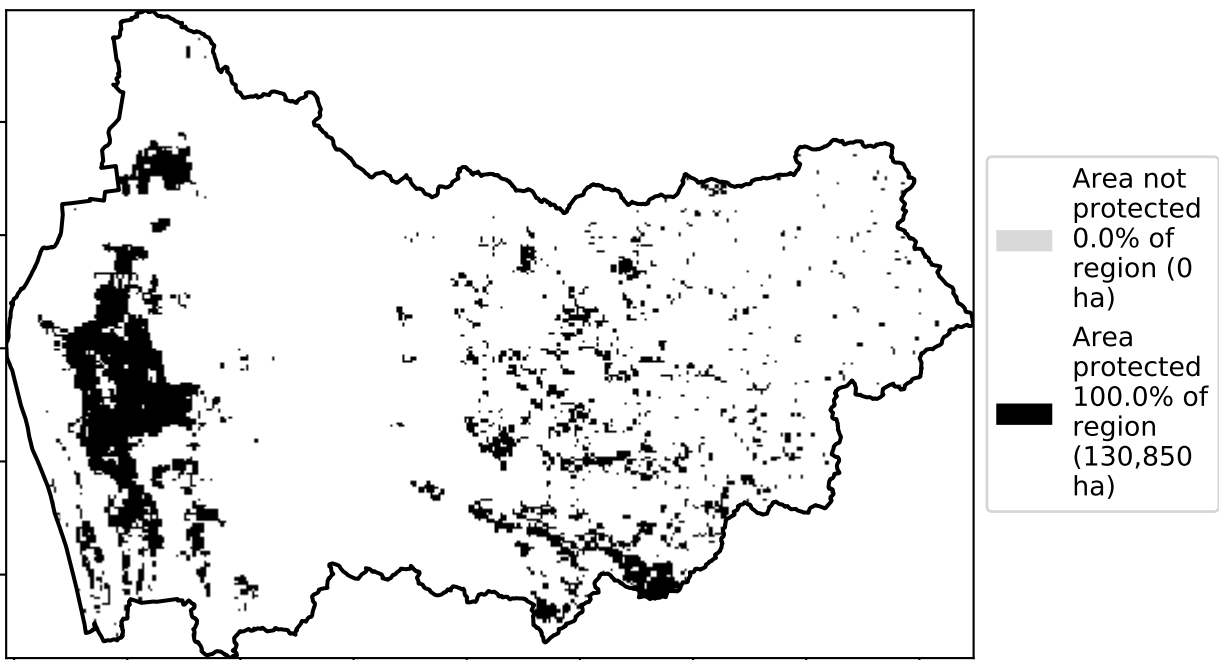 Area not
protected
0.0% of
region (0
ha)
Area
protected
100.0% of
region
(130,850
ha)